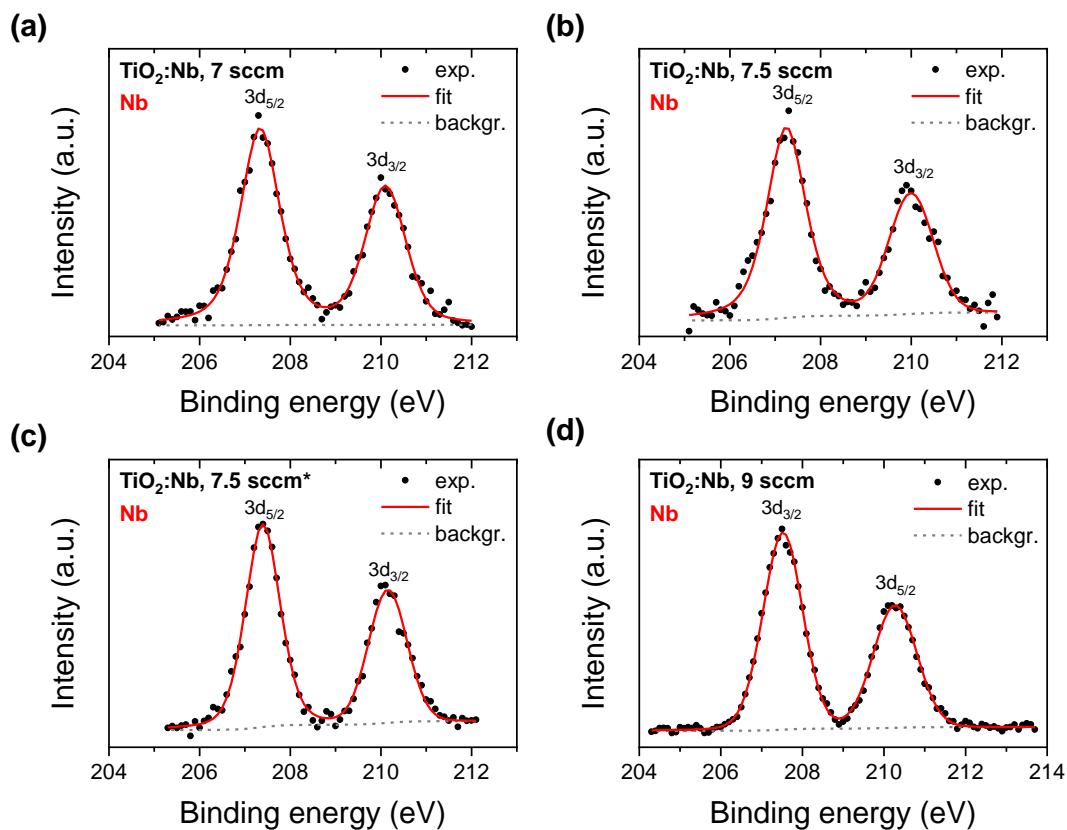 (a)
TiO₂:Nb, 7 sccm
Nb
exp.
fit
backgr.
3d₅/₂
3d₃/₂
Intensity (a.u.)
204 206 208 210 212
Binding energy (eV)
(b)
TiO₂:Nb, 7.5 sccm
Nb
exp.
fit
backgr.
3d₅/₂
3d₃/₂
Intensity (a.u.)
204 206 208 210 212
Binding energy (eV)
(c)
TiO₂:Nb, 7.5 sccm*
Nb
exp.
fit
backgr.
3d₅/₂
3d₃/₂
Intensity (a.u.)
204 206 208 210 212
Binding energy (eV)
(d)
TiO₂:Nb, 9 sccm
Nb
exp.
fit
backgr.
3d₃/₂
3d₅/₂
Intensity (a.u.)
204 206 208 210 212 214
Binding energy (eV)